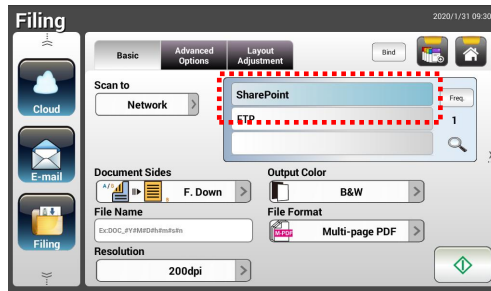 Filing
2020/1/31 09:30
Basic
Advanced
Options
Layout
Adjustment
Bind
Scan to
Network
SharePoint
FTP
Freq.
1
Cloud
E-mail
Filing
Document Sides
F. Down
Output Color
B&W
File Name
Ex:DOC_#Y#M#D#h#m#s#n
File Format
M-PDF
Multi-page PDF
Resolution
200dpi